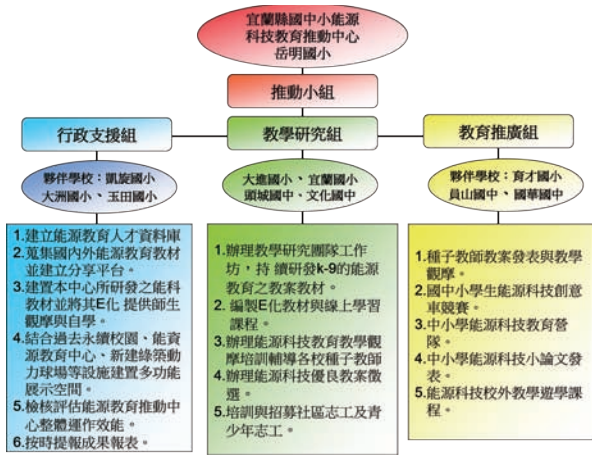 宜蘭縣國中小能源
科技教育推動中心
岳明國小
推動小組
行政支援組
教學研究組
教育推廣組
夥伴學校：凱旋國小
大洲國小、玉田國小
大進國小、宜蘭國小
頭城國中、文化國中
夥伴學校：育才國小
員山國中、國華國中
1.建立能源教育人才資料庫
2.蒐集國內外能源教育教材
並建立分享平台。
3.建置本中心所研發之能科
教材並將其E化 提供師生
觀摩與自學。
4.結合過去永續校園、能資
源教育中心、新建綠築動
力球場等設施建置多功能
展示空間。
5.檢核評估能源教育推動中
心整體運作效能。
6.按時提報成果報表。
1.辦理教學研究團隊工作
坊，持 續研發k-9的能源
教育之教案教材。
2. 編製E化教材與線上學習
課程。
3.辦理能源科技教育教學觀
摩培訓輔導各校種子教師
4.辦理能源科技優良教案徵
選。
5.培訓與招募社區志工及青
少年志工。
1.種子教師教案發表與教學
觀摩。
2.國中小學生能源科技創意
車競賽。
3.中小學能源科技教育營
隊。
4.中小學能源科技小論文發
表。
5.能源科技校外教學遊學課
程。